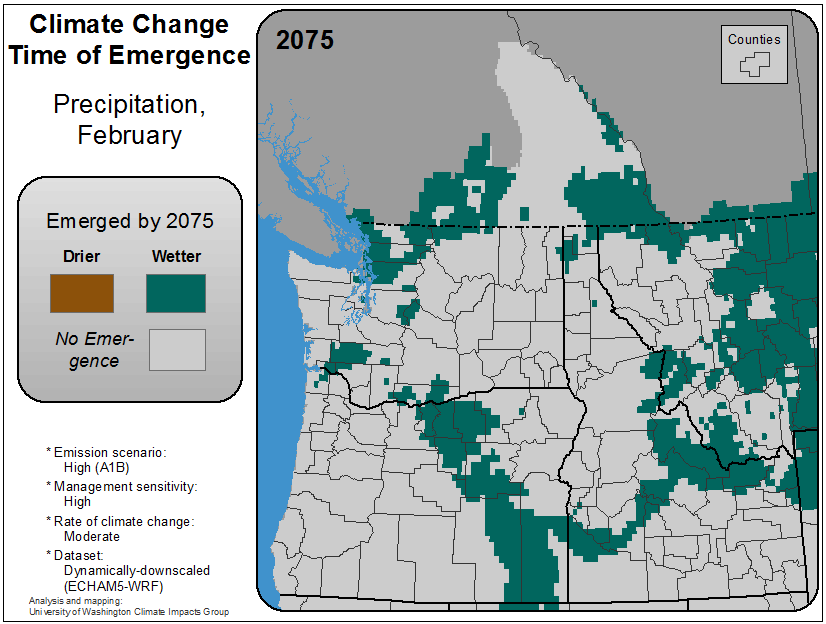 Climate Change
Time of Emergence
Precipitation,
February
Emerged by 2075
Drier
Wetter
No Emer-
gence
* Emission scenario:
High (A1B)
* Management sensitivity:
High
* Rate of climate change:
Moderate
* Dataset:
Dynamically-downscaled
(ECHAM5-WRF)
Analysis and mapping:
University of Washington Climate Impacts Group
2075
Counties